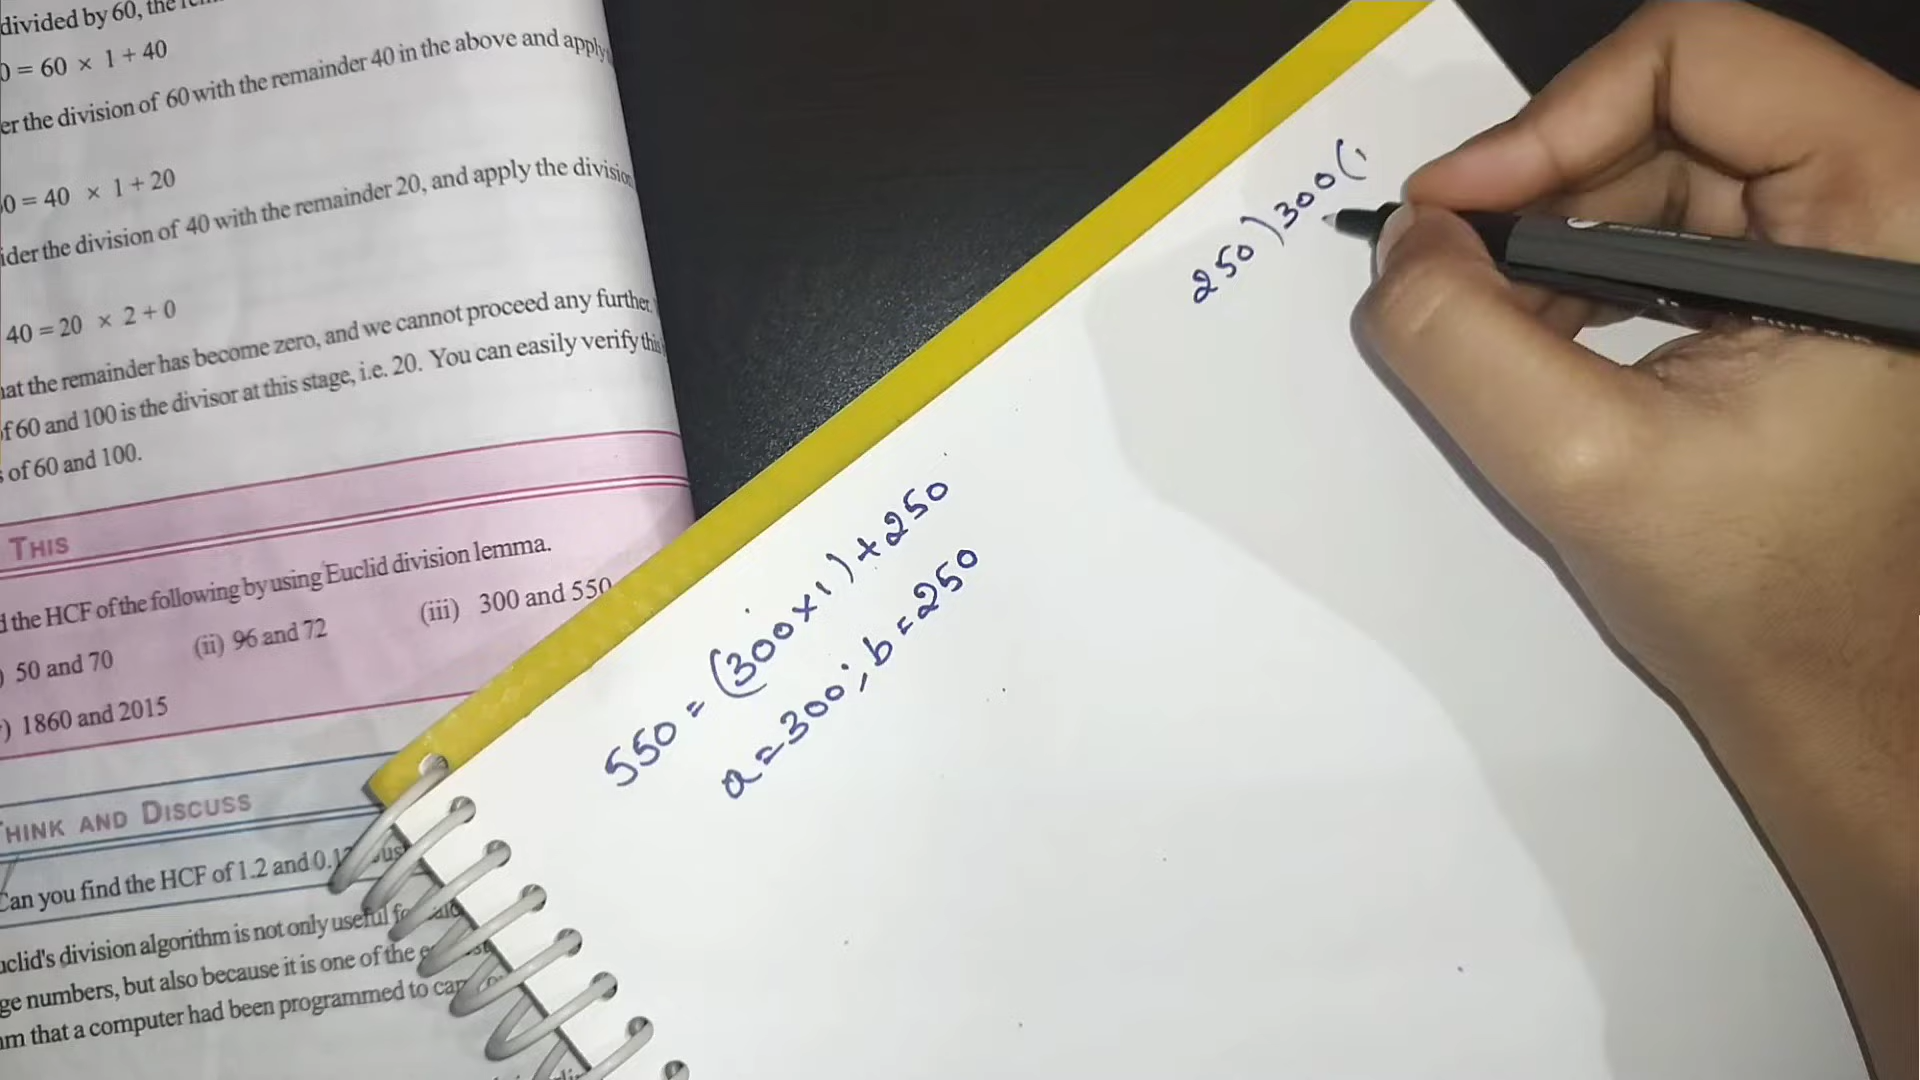 divided by 60, the
0 = 60 × 1 + 40
er the division of 60 with the remainder 40 in the above and apply
0 = 40 × 1 + 20
ider the division of 40 with the remainder 20, and apply the division
40 = 20 × 2 + 0
hat the remainder has become zero, and we cannot proceed any further.
f 60 and 100 is the divisor at this stage, i.e. 20. You can easily verify this
of 60 and 100.
THIS
d the HCF of the following by using Euclid division lemma.
) 50 and 70 (ii) 96 and 72 (iii) 300 and 550
) 1860 and 2015
THINK AND DISCUSS
Can you find the HCF of 1.2 and 0.12
uclid's division algorithm is not only useful
ge numbers, but also because it is one of the
am that a computer had been programmed to
550 = (300×1)+250
a=300; b=250
250)300(1